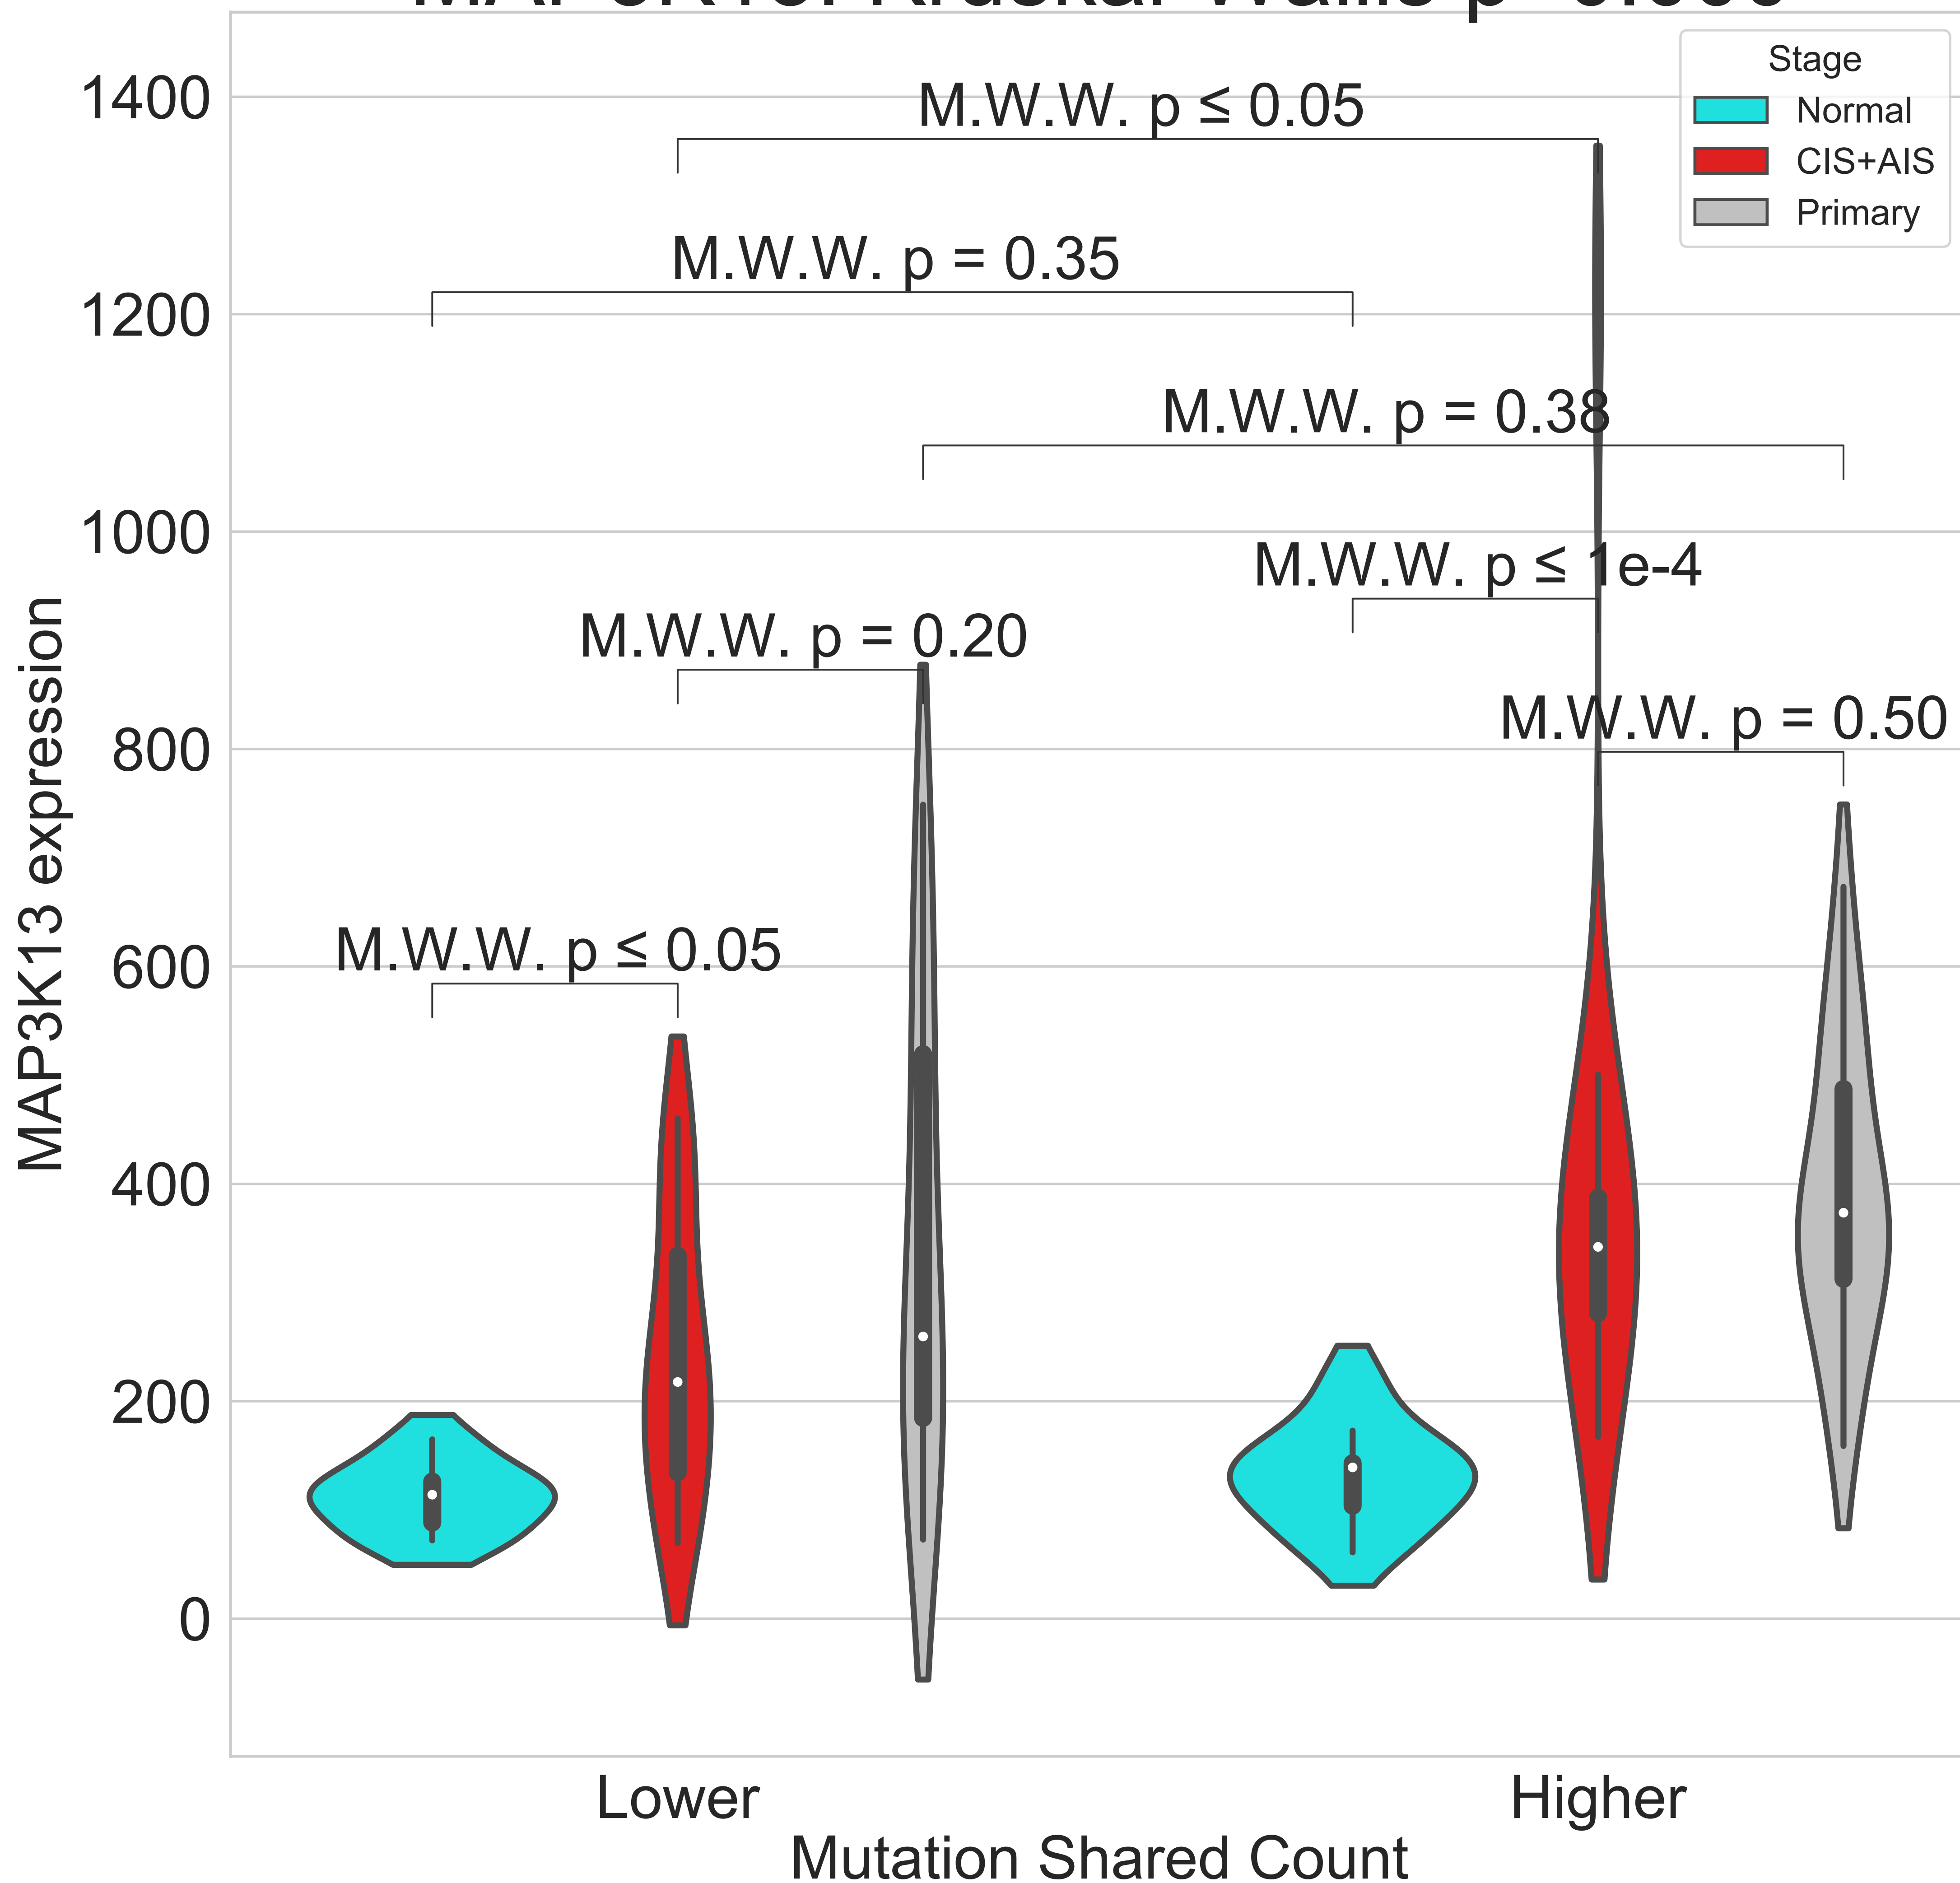 Stage
Normal
CIS+AIS
Primary
M.W.W. p ≤ 0.05
M.W.W. p = 0.35
M.W.W. p = 0.38
M.W.W. p ≤ 1e-4
M.W.W. p = 0.20
M.W.W. p = 0.50
M.W.W. p ≤ 0.05
1400
1200
1000
800
600
400
200
0
MAP3K13 expression
Lower
Higher
Mutation Shared Count